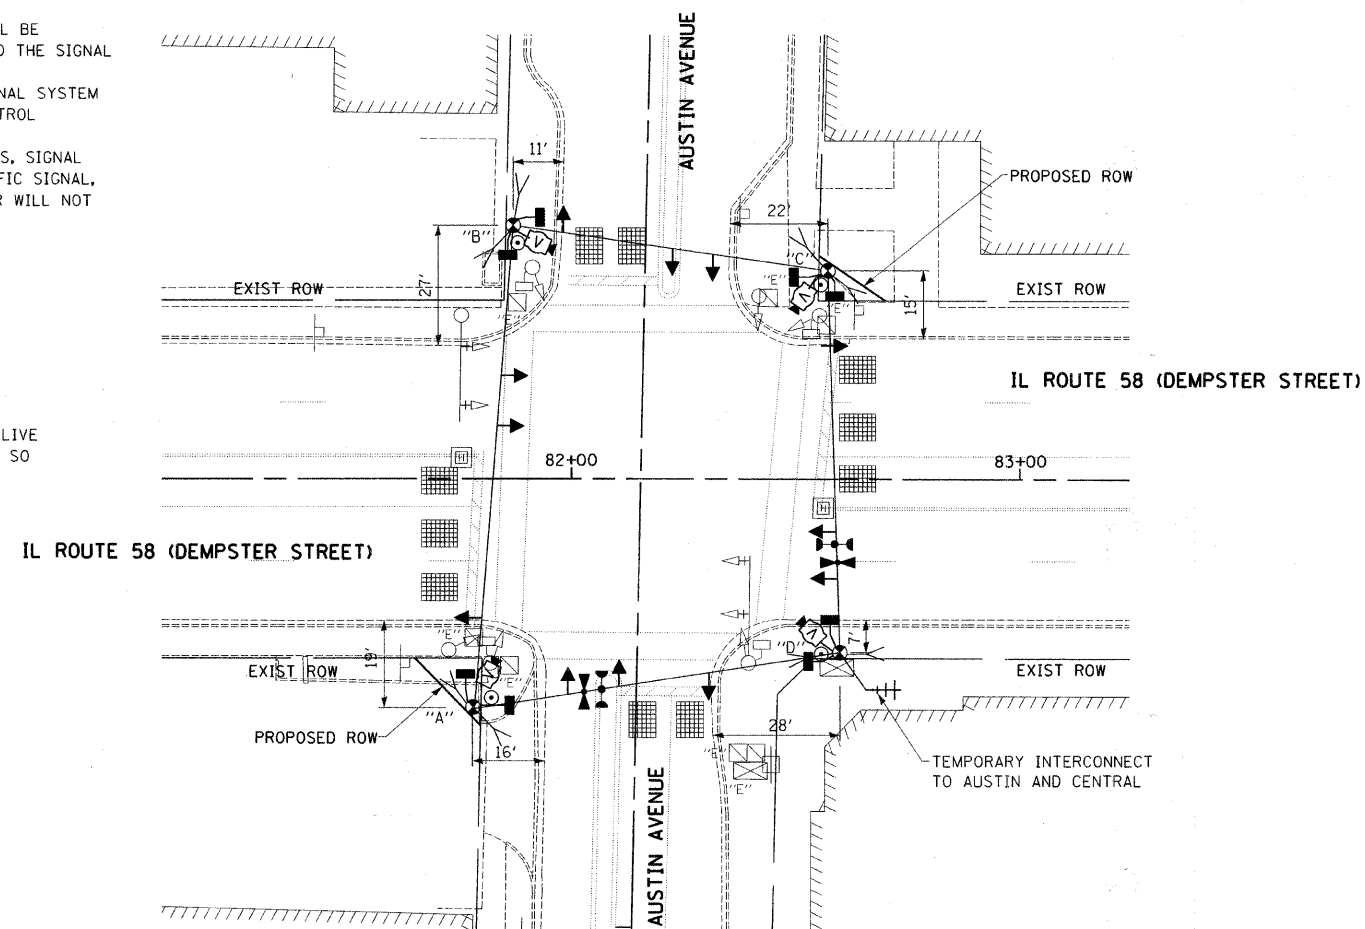 L BE
O THE SIGNAL
NAL SYSTEM
TROL
S, SIGNAL
FIC SIGNAL,
R WILL NOT
LIVE
SO
AUSTIN AVENUE
11'
PROPOSED ROW
22'
"B"
"C"
"E"
27'
EXIST ROW
"E"
"E"
15'
EXIST ROW
IL ROUTE 58 (DEMPSTER STREET)
82+00
83+00
H
H
IL ROUTE 58 (DEMPSTER STREET)
"E"
19'
EXIST ROW
"E"
"D"
7'
EXIST ROW
"A"
PROPOSED ROW
16'
28'
"E"
"E"
TEMPORARY INTERCONNECT
TO AUSTIN AND CENTRAL
AUSTIN AVENUE
V
V
V
V